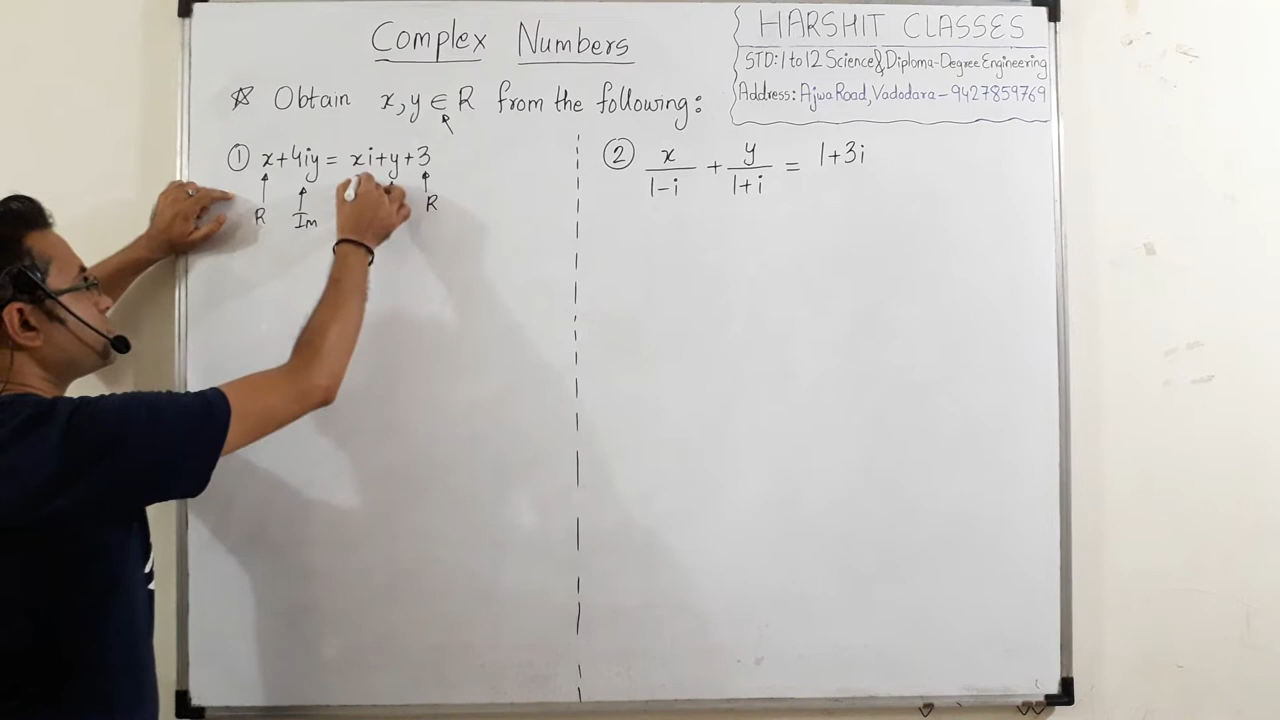 Complex Numbers
HARSHIT CLASSES
STD: 1 to 12 Science & Diploma-Degree Engineering
Address: Ajwa Road, Vadodara - 9427859769
☆ Obtain x, y ∈ R from the following:
① x + 4iy = xi + y + 3
R Im R
② x/(1-i) + y/(1+i) = 1 + 3i